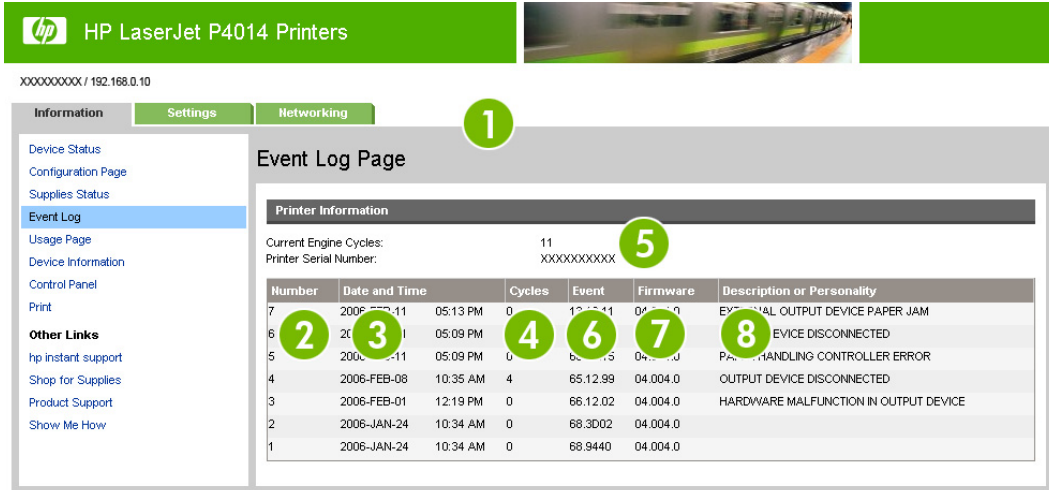 hp HP LaserJet P4014 Printers
XXXXXXXXX / 192.168.0.10
Information Settings Networking
1
Device Status
Configuration Page
Supplies Status
Event Log
Usage Page
Device Information
Control Panel
Print
Other Links
hp instant support
Shop for Supplies
Product Support
Show Me How
Event Log Page
Printer Information
Current Engine Cycles: 11
Printer Serial Number: XXXXXXXXXX
5
Number Date and Time Cycles Event Firmware Description or Personality
7 05:13 PM 0 EXTERNAL OUTPUT DEVICE PAPER JAM
2 3 4 6 7 8
6 05:09 PM DEVICE DISCONNECTED
5 05:09 PM 0 HANDLING CONTROLLER ERROR
4 2006-FEB-08 10:35 AM 4 65.12.99 04.004.0 OUTPUT DEVICE DISCONNECTED
3 2006-FEB-01 12:19 PM 0 66.12.02 04.004.0 HARDWARE MALFUNCTION IN OUTPUT DEVICE
2 2006-JAN-24 10:34 AM 0 68.3D02 04.004.0
1 2006-JAN-24 10:34 AM 0 68.9440 04.004.0